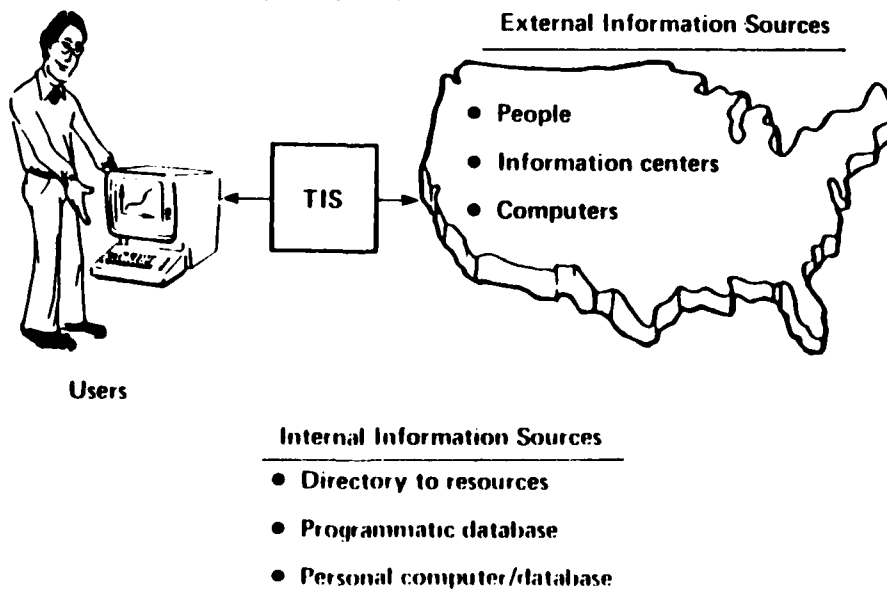 External Information Sources
● People
● Information centers
● Computers
TIS
Users
Internal Information Sources
● Directory to resources
● Programmatic database
● Personal computer/database